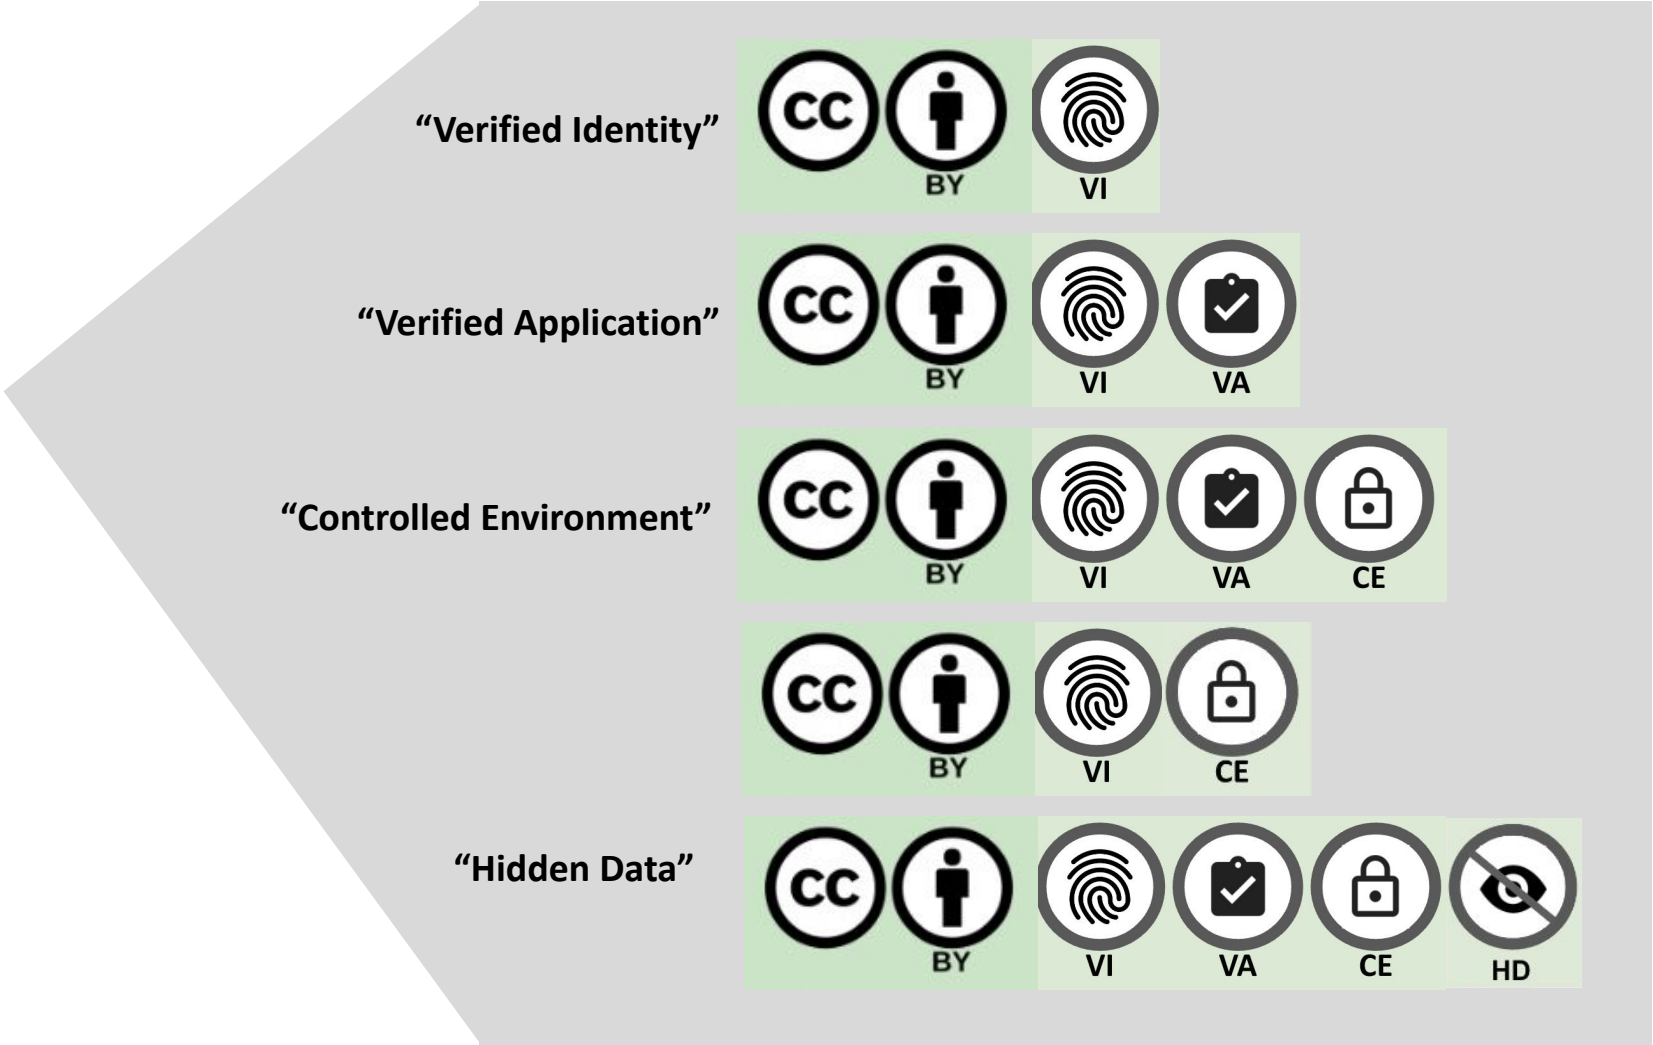 “Verified Identity”
CC
BY
VI
“Verified Application”
CC
BY
VI
VA
“Controlled Environment”
CC
BY
VI
VA
CE
CC
BY
VI
CE
“Hidden Data”
CC
BY
VI
VA
CE
HD